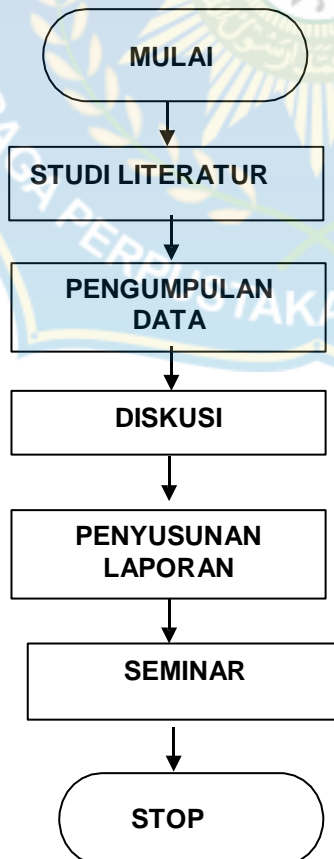 MULAI
STUDI LITERATUR
PENGUMPULAN
DATA
DISKUSI
PENYUSUNAN
LAPORAN
SEMINAR
STOP